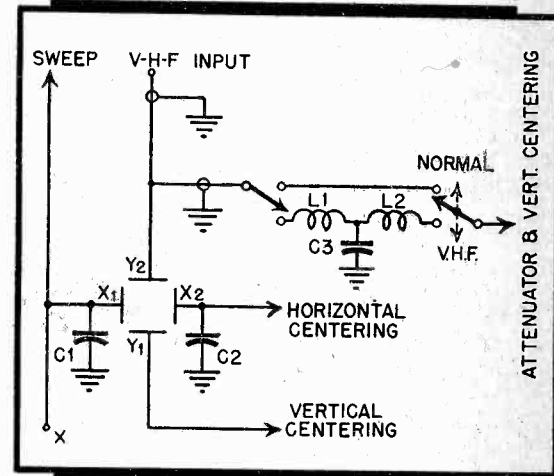 SWEEP
V-H-F INPUT
NORMAL
L1
L2
C3
V.H.F.
ATTENUATOR & VERT. CENTERING
Y2
X1
X2
HORIZONTAL
CENTERING
C1
Y1
C2
VERTICAL
CENTERING
X